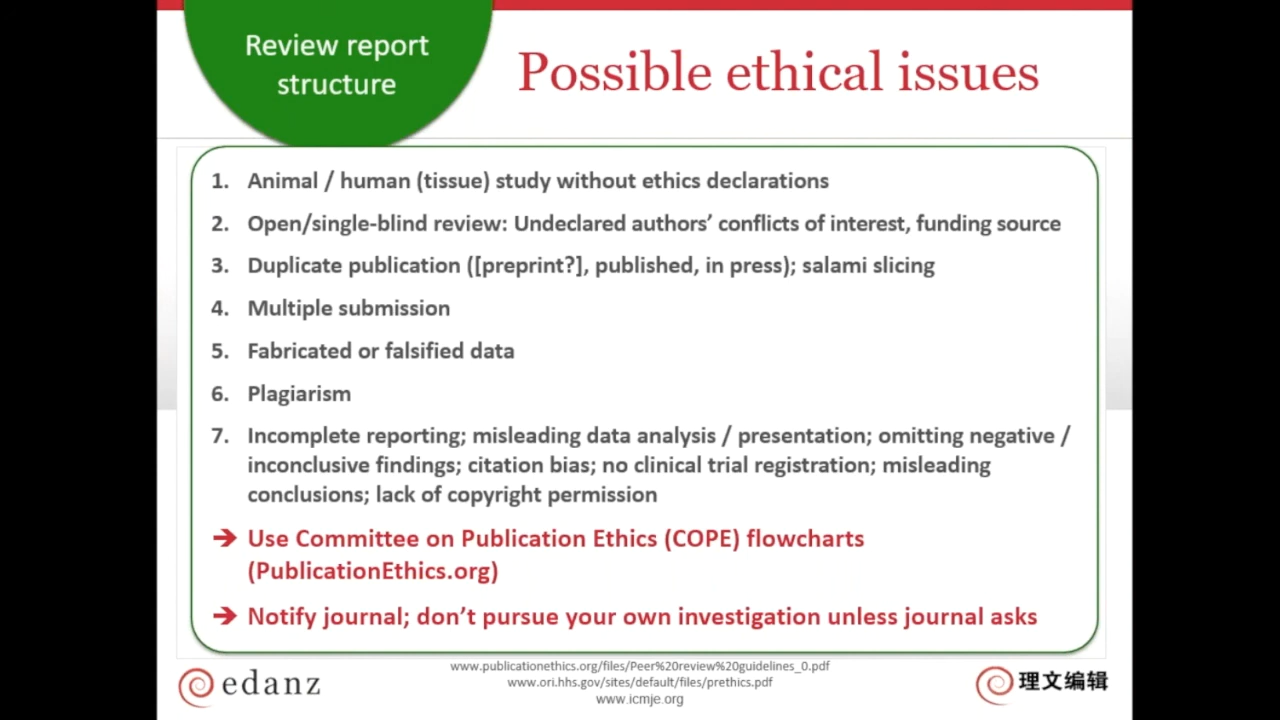 Review report
structure
Possible ethical issues
1. Animal / human (tissue) study without ethics declarations
2. Open/single-blind review: Undeclared authors’ conflicts of interest, funding source
3. Duplicate publication ([preprint?], published, in press); salami slicing
4. Multiple submission
5. Fabricated or falsified data
6. Plagiarism
7. Incomplete reporting; misleading data analysis / presentation; omitting negative /
inconclusive findings; citation bias; no clinical trial registration; misleading
conclusions; lack of copyright permission
➔ Use Committee on Publication Ethics (COPE) flowcharts
(PublicationEthics.org)
➔ Notify journal; don’t pursue your own investigation unless journal asks
www.publicationethics.org/files/Peer%20review%20guidelines_0.pdf
www.ori.hhs.gov/sites/default/files/prethics.pdf
www.icmje.org
edanz
理文编辑